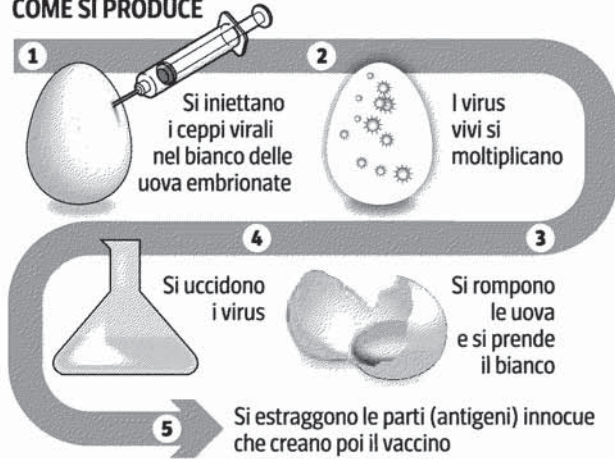 COME SI PRODUCE
1
Si iniettano
i ceppi virali
nel bianco delle
uova embrionate
2
I virus
vivi si
moltiplicano
3
Si rompono
le uova
e si prende
il bianco
4
Si uccidono
i virus
5
Si estraggono le parti (antigeni) innocue
che creano poi il vaccino